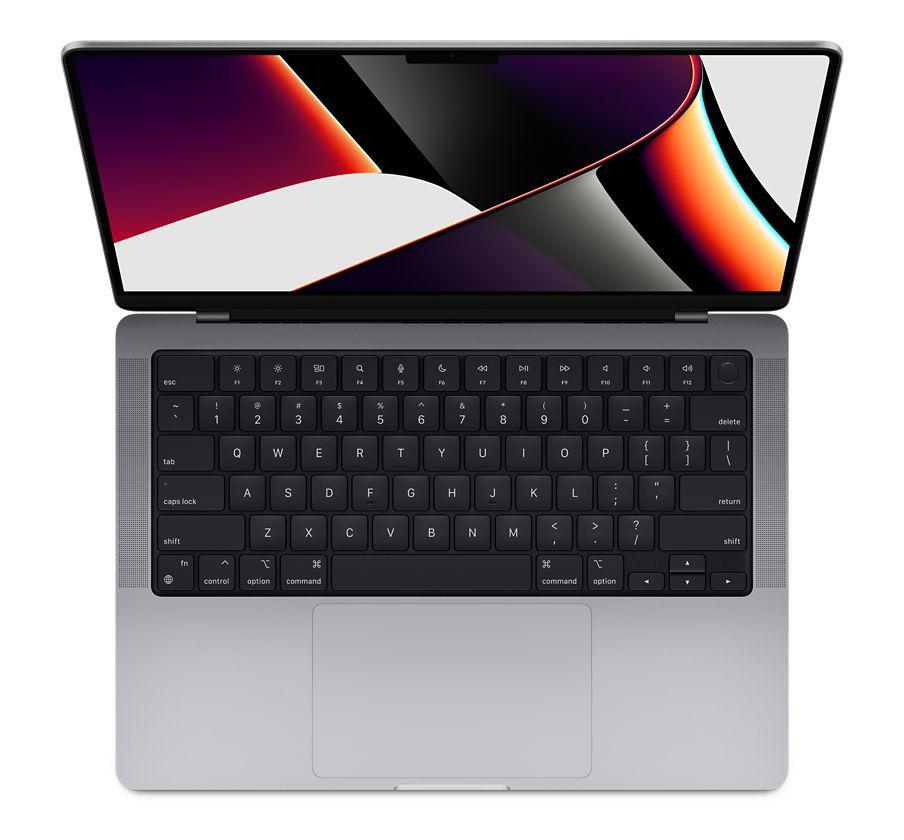 esc F1 F2 F3 F4 F5 F6 F7 F8 F9 F10 F11 F12
~ ! @ # $ % ^ & * ( ) _ +
` 1 2 3 4 5 6 7 8 9 0 - = delete
tab Q W E R T Y U I O P { [ } ] | \
caps lock A S D F G H J K L : ; " ' return
shift Z X C V B N M < , > . ? / shift
fn ^ ⌥ ⌘ ⌘ ⌥
control option command command option